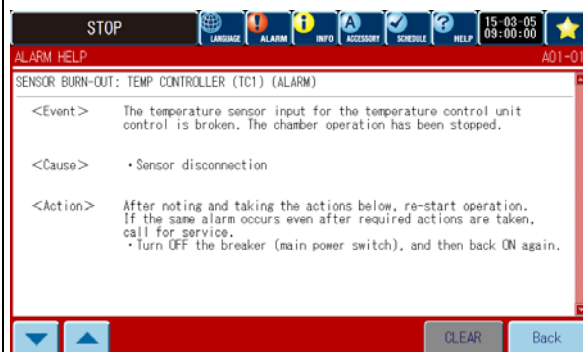 STOP
LANGUAGE
ALARM
INFO
ACCESSORY
SCHEDULE
HELP
15-03-05
09:00:00
ALARM HELP
A01-01
SENSOR BURN-OUT: TEMP CONTROLLER (TC1) (ALARM)
<Event>
The temperature sensor input for the temperature control unit
control is broken. The chamber operation has been stopped.
<Cause>
・Sensor disconnection
<Action>
After noting and taking the actions below, re-start operation.
If the same alarm occurs even after required actions are taken,
call for service.
・Turn OFF the breaker (main power switch), and then back ON again.
CLEAR
Back